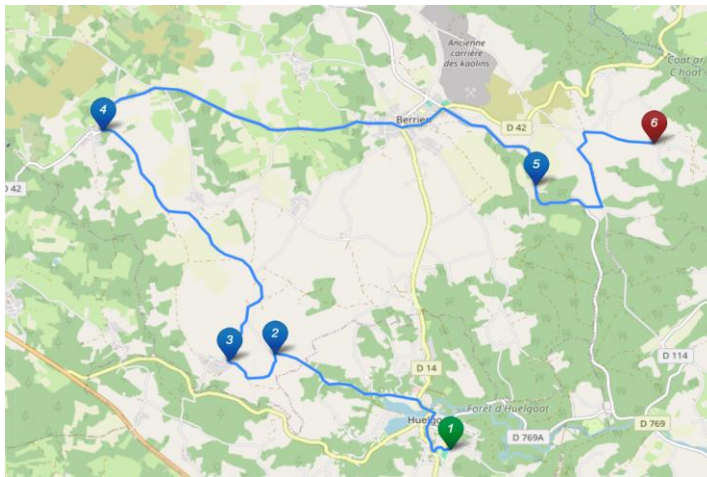 Ancienne
carrière
des kaolins
Coat ar
C'hoat
4
Berrien
D 42
6
5
D 42
3
2
D 114
D 14
Forêt d'Huelgoat
Huelgo
1
D 769A
D 769